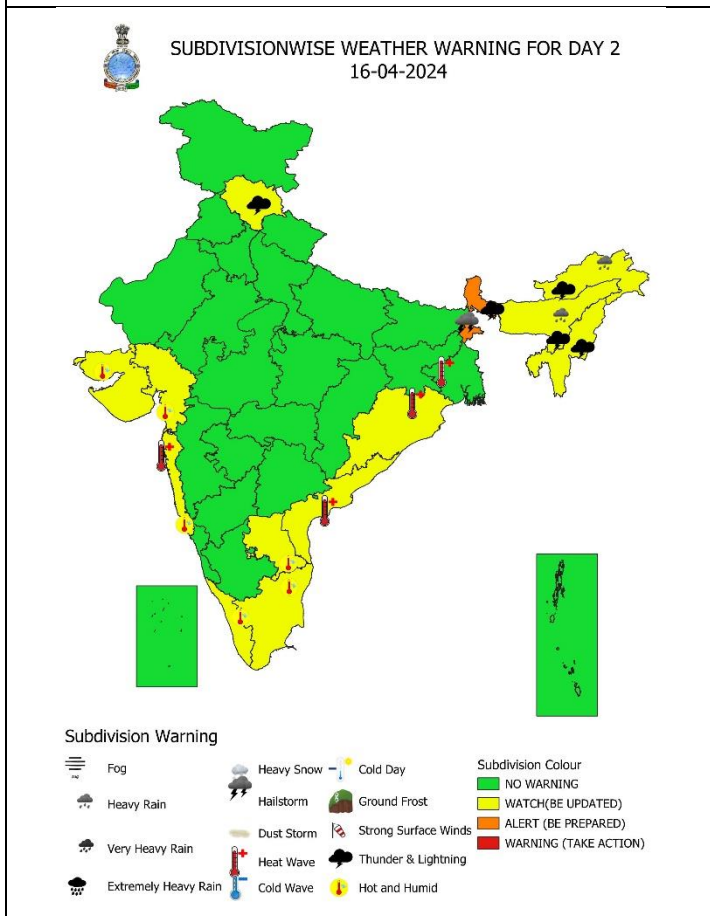 SUBDIVISIONWISE WEATHER WARNING FOR DAY 2
16-04-2024
Subdivision Warning
Fog
Heavy Rain
Very Heavy Rain
Extremely Heavy Rain
Heavy Snow
Hailstorm
Dust Storm
Heat Wave
Cold Wave
Cold Day
Ground Frost
Strong Surface Winds
Thunder & Lightning
Hot and Humid
Subdivision Colour
NO WARNING
WATCH(BE UPDATED)
ALERT (BE PREPARED)
WARNING (TAKE ACTION)